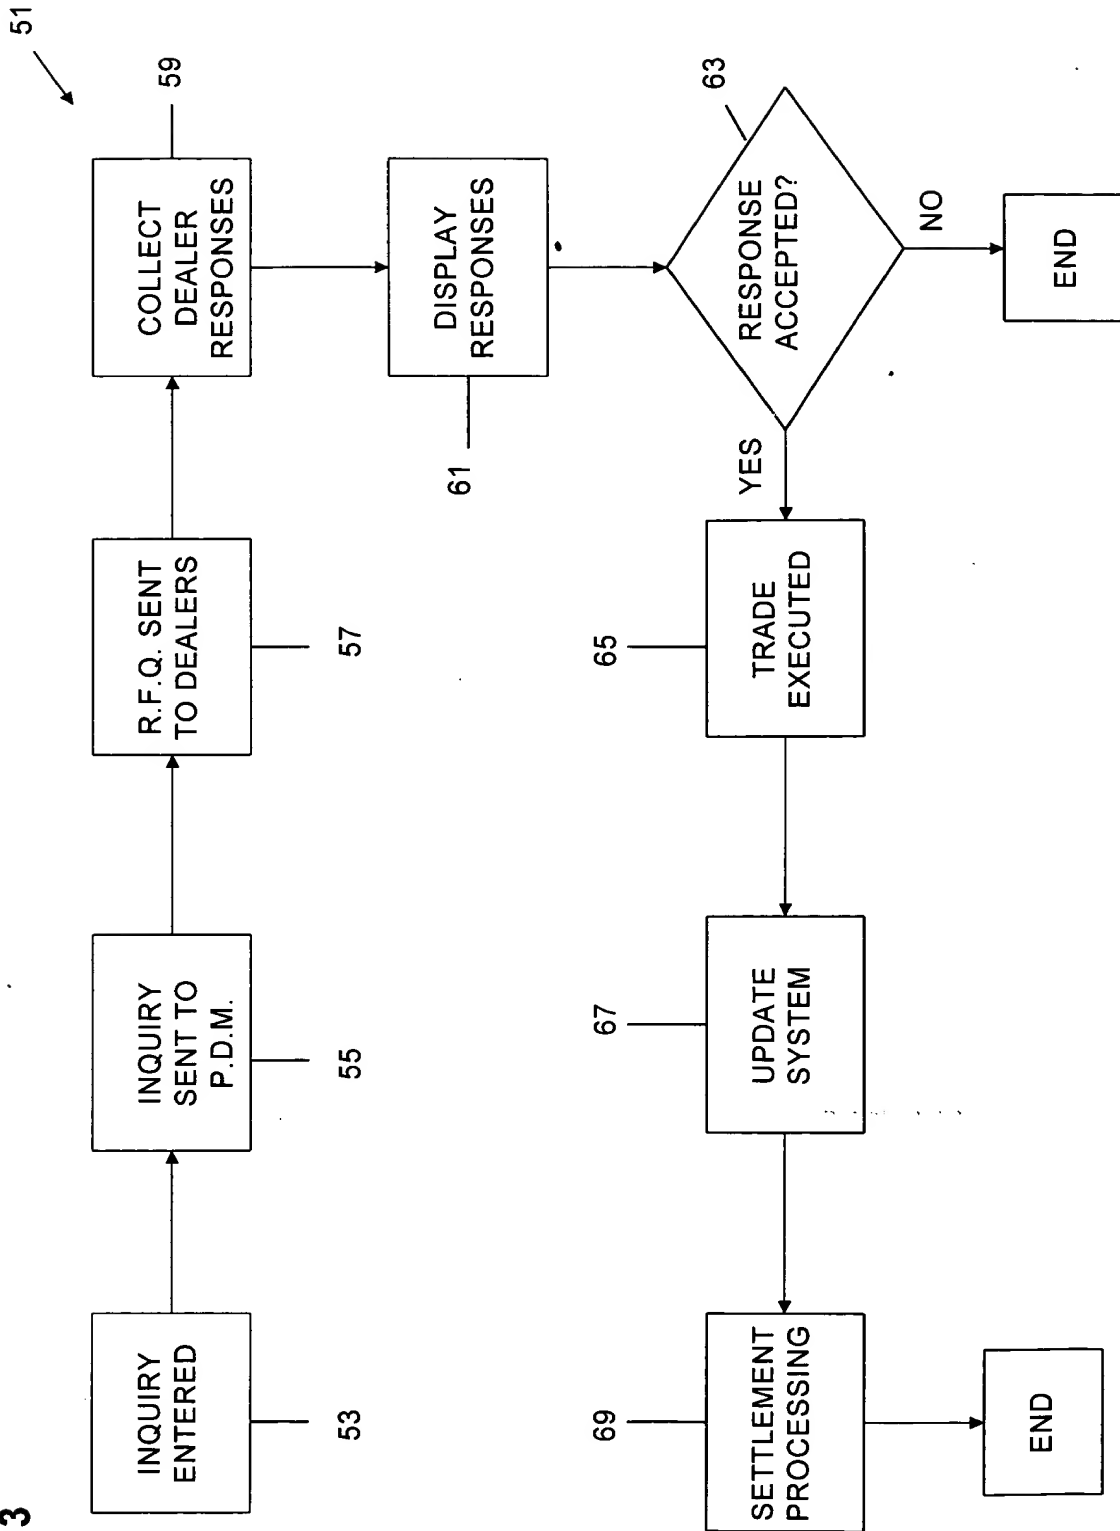 3
51
INQUIRY
ENTERED
53
INQUIRY
SENT TO
P.D.M.
55
R.F.Q. SENT
TO DEALERS
57
COLLECT
DEALER
RESPONSES
59
DISPLAY
RESPONSES
61
RESPONSE
ACCEPTED?
63
YES
NO
END
TRADE
EXECUTED
65
UPDATE
SYSTEM
67
SETTLEMENT
PROCESSING
69
END